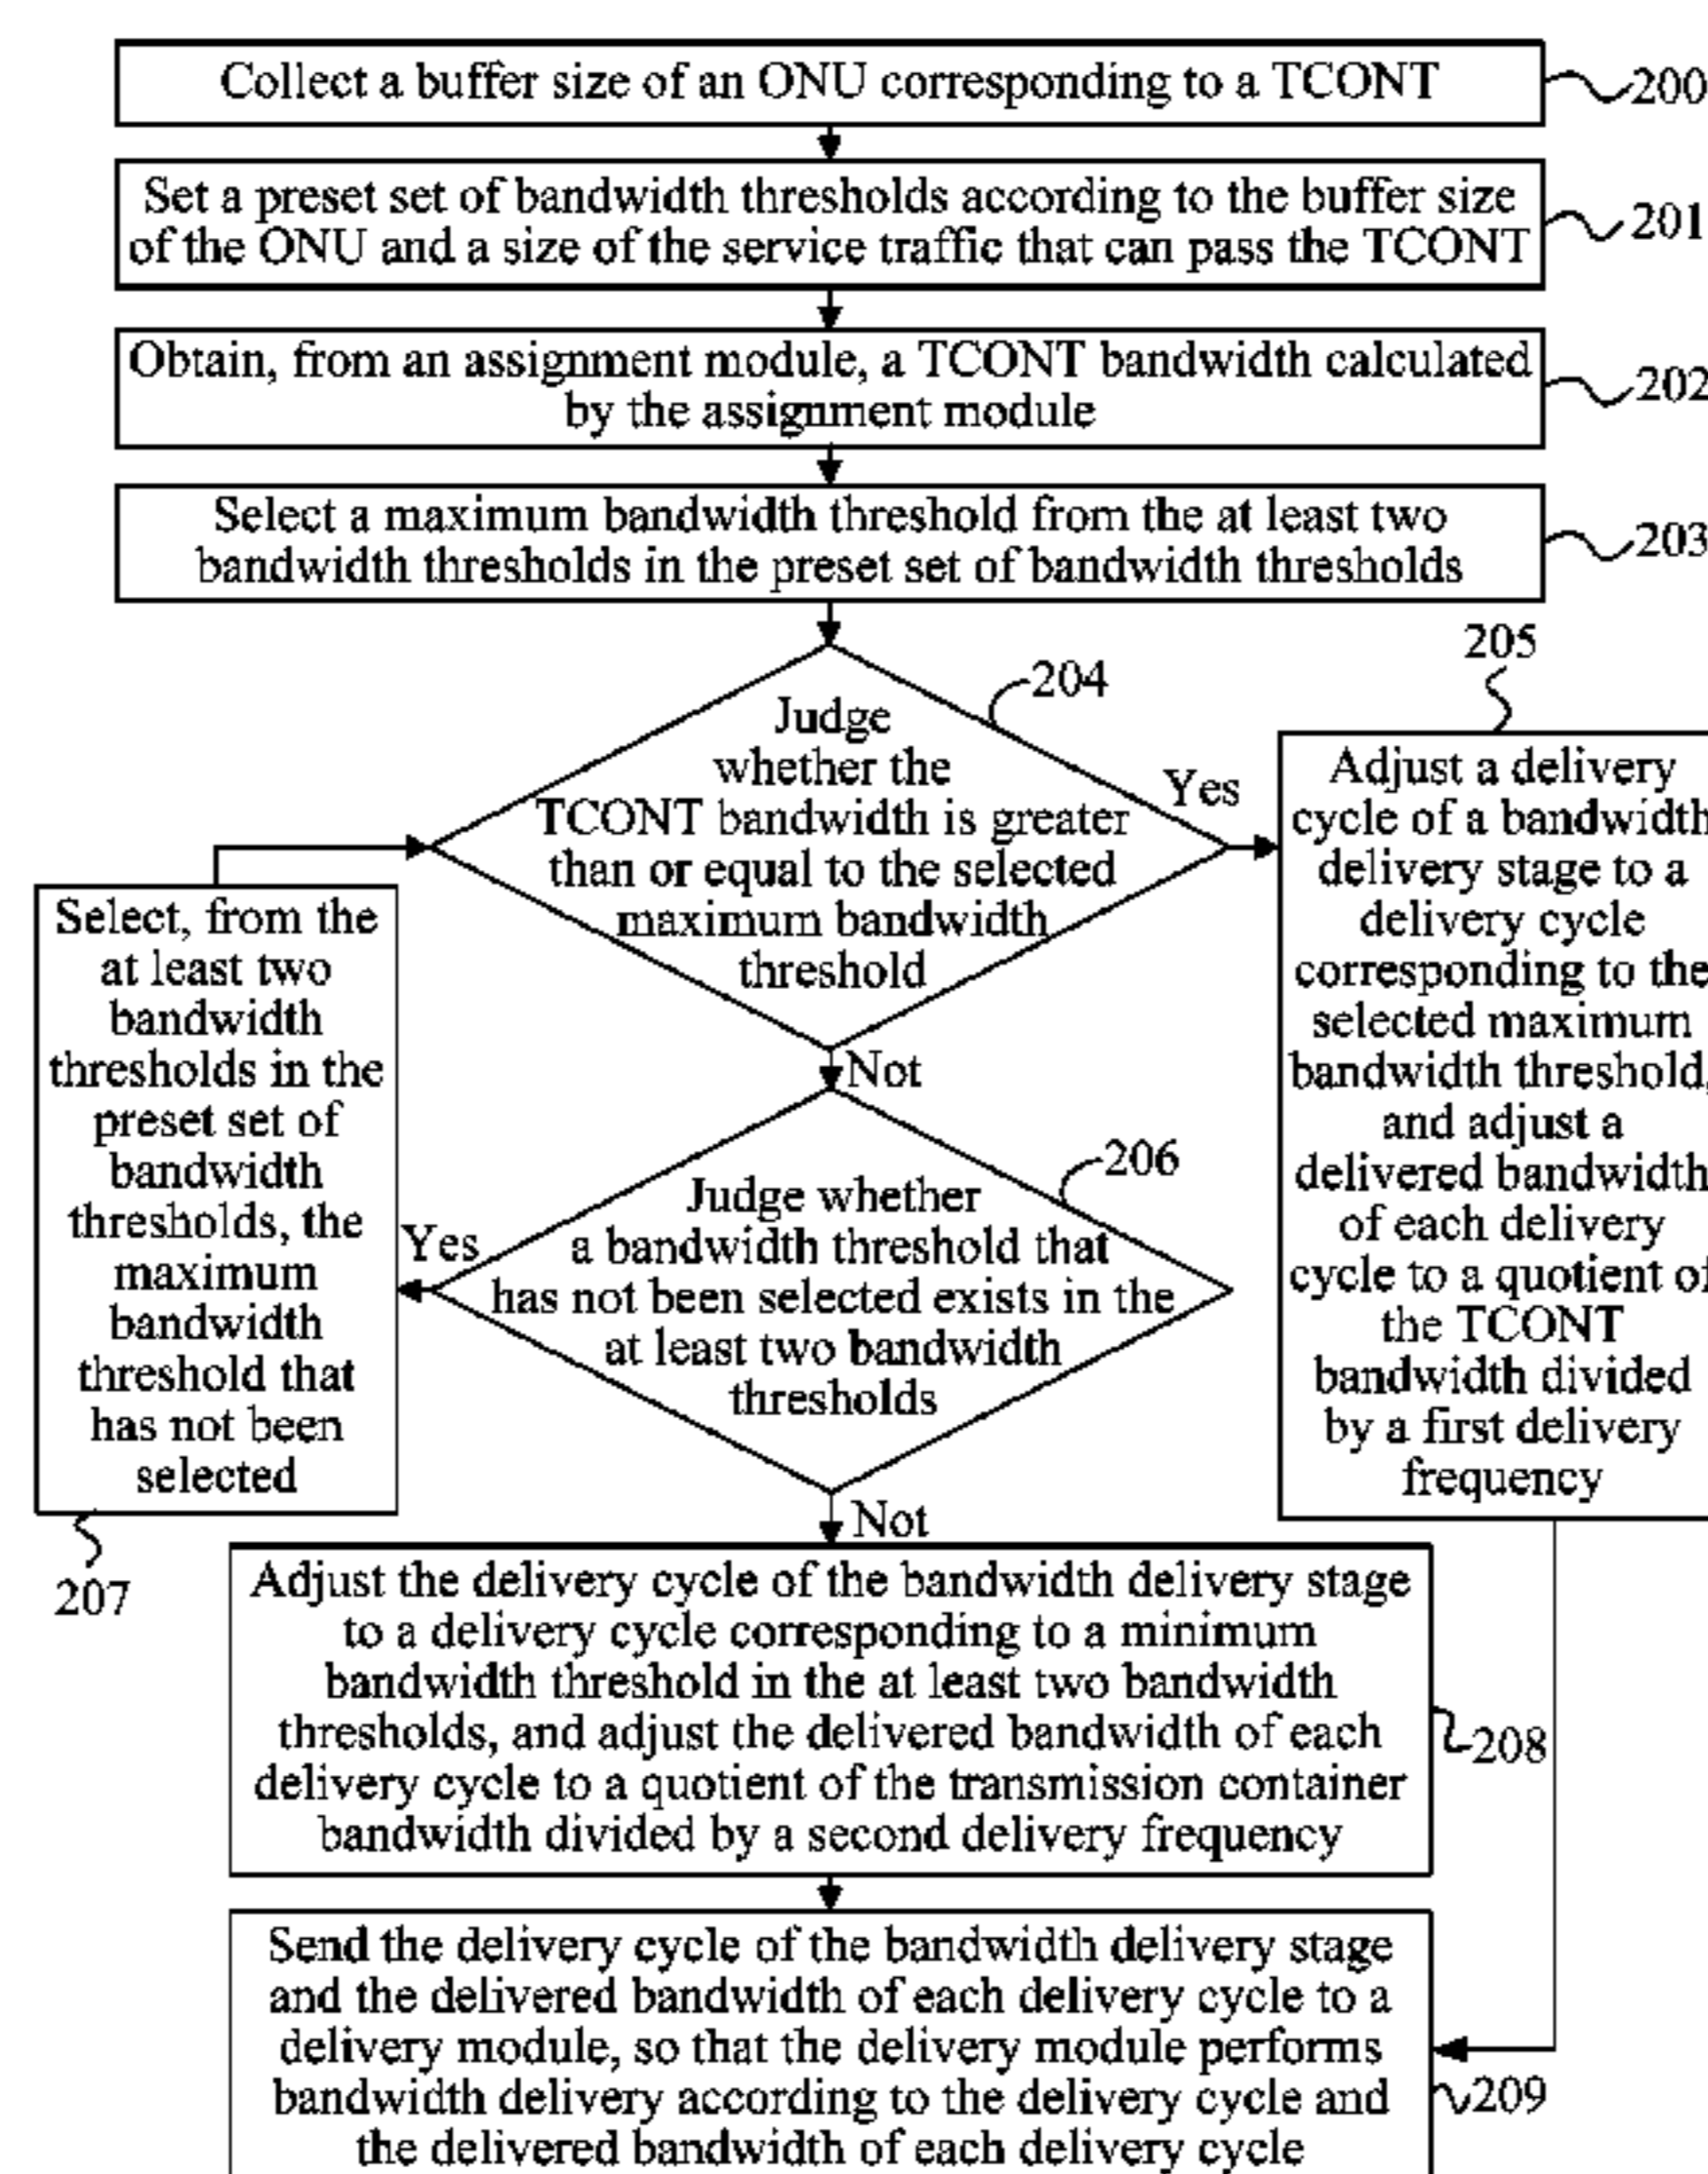 Collect a buffer size of an ONU corresponding to a TCONT
200
Set a preset set of bandwidth thresholds according to the buffer size
of the ONU and a size of the service traffic that can pass the TCONT
201
Obtain, from an assignment module, a TCONT bandwidth calculated
by the assignment module
202
Select a maximum bandwidth threshold from the at least two
bandwidth thresholds in the preset set of bandwidth thresholds
203
204
Judge
whether the
TCONT bandwidth is greater
than or equal to the selected
maximum bandwidth
threshold
Yes
205
Adjust a delivery
cycle of a bandwidth
delivery stage to a
delivery cycle
corresponding to the
selected maximum
bandwidth threshold,
and adjust a
delivered bandwidth
of each delivery
cycle to a quotient of
the TCONT
bandwidth divided
by a first delivery
frequency
Not
206
Judge whether
a bandwidth threshold that
has not been selected exists in the
at least two bandwidth
thresholds
Yes
Select, from the
at least two
bandwidth
thresholds in the
preset set of
bandwidth
thresholds, the
maximum
bandwidth
threshold that
has not been
selected
207
Not
Adjust the delivery cycle of the bandwidth delivery stage
to a delivery cycle corresponding to a minimum
bandwidth threshold in the at least two bandwidth
thresholds, and adjust the delivered bandwidth of each
delivery cycle to a quotient of the transmission container
bandwidth divided by a second delivery frequency
208
Send the delivery cycle of the bandwidth delivery stage
and the delivered bandwidth of each delivery cycle to a
delivery module, so that the delivery module performs
bandwidth delivery according to the delivery cycle and
the delivered bandwidth of each delivery cycle
209